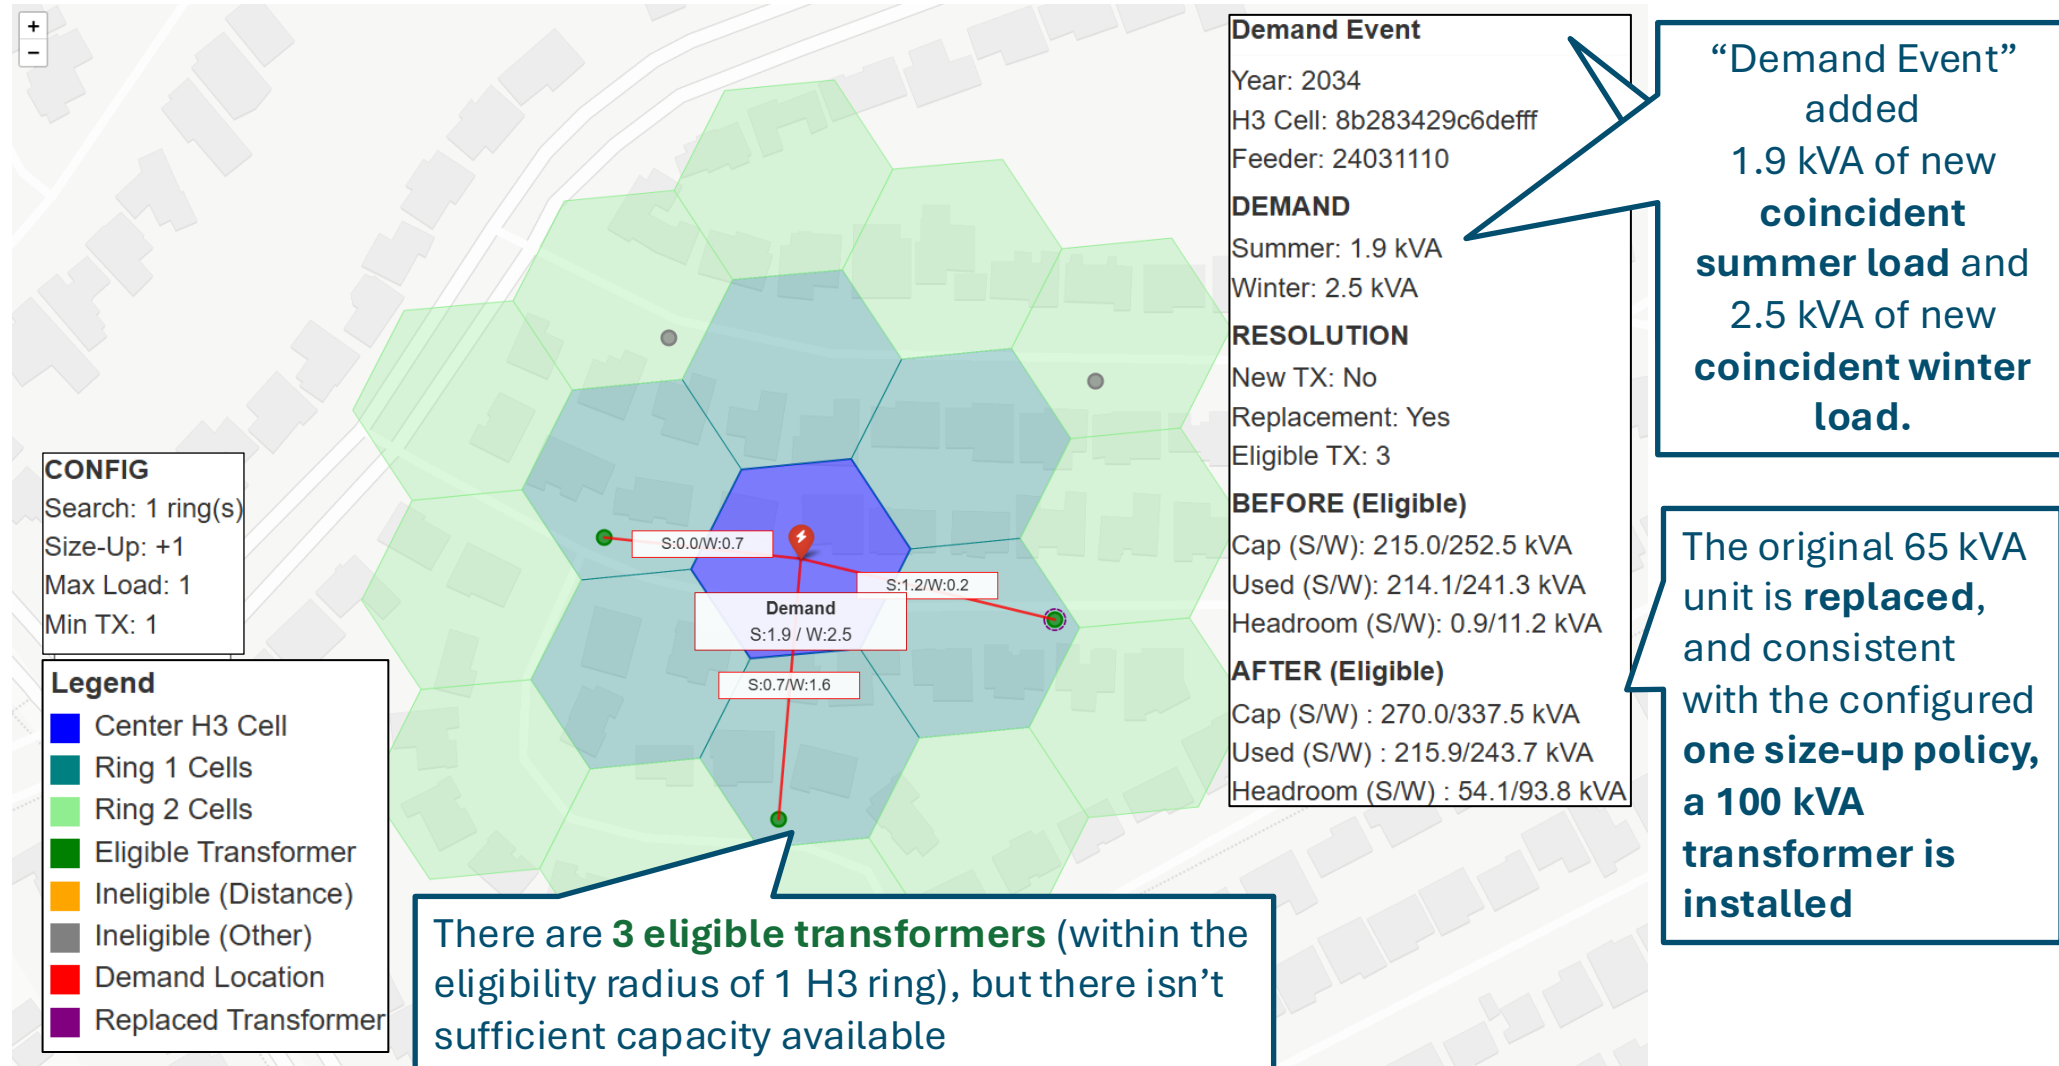 +
−
Demand Event
Year: 2034
H3 Cell: 8b283429c6defff
Feeder: 24031110
DEMAND
Summer: 1.9 kVA
Winter: 2.5 kVA
RESOLUTION
New TX: No
Replacement: Yes
Eligible TX: 3
BEFORE (Eligible)
Cap (S/W): 215.0/252.5 kVA
Used (S/W): 214.1/241.3 kVA
Headroom (S/W): 0.9/11.2 kVA
AFTER (Eligible)
Cap (S/W) : 270.0/337.5 kVA
Used (S/W) : 215.9/243.7 kVA
Headroom (S/W) : 54.1/93.8 kVA
“Demand Event”
added
1.9 kVA of new
coincident
summer load and
2.5 kVA of new
coincident winter
load.
The original 65 kVA
unit is replaced,
and consistent
with the configured
one size-up policy,
a 100 kVA
transformer is
installed
CONFIG
Search: 1 ring(s)
Size-Up: +1
Max Load: 1
Min TX: 1
S:0.0/W:0.7
S:1.2/W:0.2
Demand
S:1.9 / W:2.5
S:0.7/W:1.6
Legend
Center H3 Cell
Ring 1 Cells
Ring 2 Cells
Eligible Transformer
Ineligible (Distance)
Ineligible (Other)
Demand Location
Replaced Transformer
There are 3 eligible transformers (within the
eligibility radius of 1 H3 ring), but there isn’t
sufficient capacity available